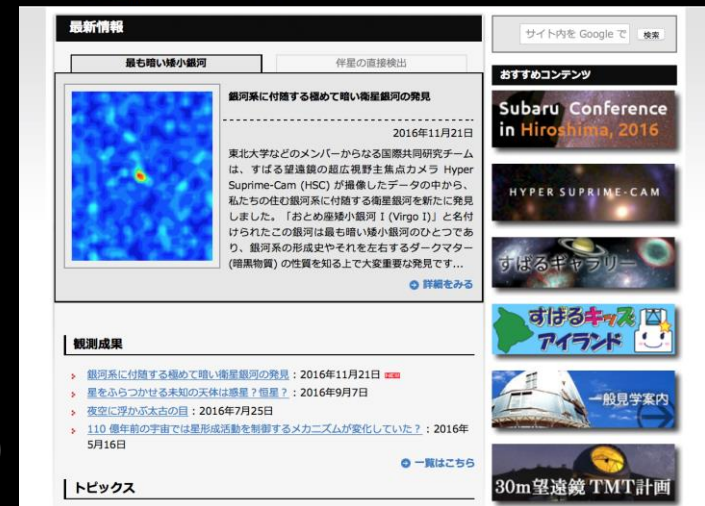 最新情報
最も暗い矮小銀河
伴星の直接検出
銀河系に付随する極めて暗い衛星銀河の発見
2016年11月21日
東北大学などのメンバーからなる国際共同研究チーム
は、すばる望遠鏡の超広視野主焦点カメラ Hyper
Suprime-Cam (HSC) が撮像したデータの中から、
私たちの住む銀河系に付随する衛星銀河を新たに発見
しました。「おとめ座矮小銀河 I (Virgo I)」と名付
けられたこの銀河は最も暗い矮小銀河のひとつであ
り、銀河系の形成史やそれを左右するダークマター
(暗黒物質) の性質を知る上で大変重要な発見です...
詳細をみる
観測成果
銀河系に付随する極めて暗い衛星銀河の発見：2016年11月21日 NEW
星をふらつかせる未知の天体は惑星？恒星？：2016年9月7日
夜空に浮かぶ太古の目：2016年7月25日
110 億年前の宇宙では星形成活動を制御するメカニズムが変化していた？：2016年
5月16日
一覧はこちら
トピックス
サイト内を Google で
検索
おすすめコンテンツ
Subaru Conference
in Hiroshima, 2016
HYPER SUPRIME-CAM
すばるギャラリー
すばるキッズ
アイランド
一般見学案内
30m望遠鏡 TMT計画